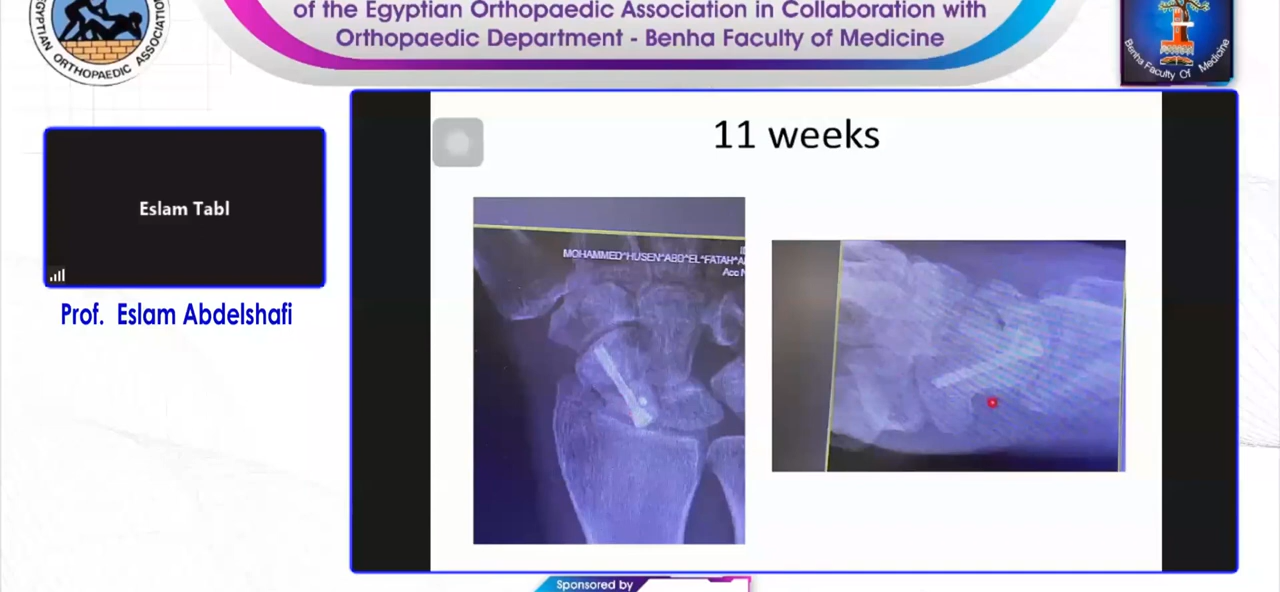 of the Egyptian Orthopaedic Association in Collaboration with
Orthopaedic Department - Benha Faculty of Medicine
EGYPTIAN ORTHOPAEDIC ASSOCIATION
Benha Faculty Of Medicine
11 weeks
Eslam Tabl
Prof. Eslam Abdelshafi
MOHAMMED^HUSEN^ABD^EL^FATAH^A
Acc N
Sponsored by